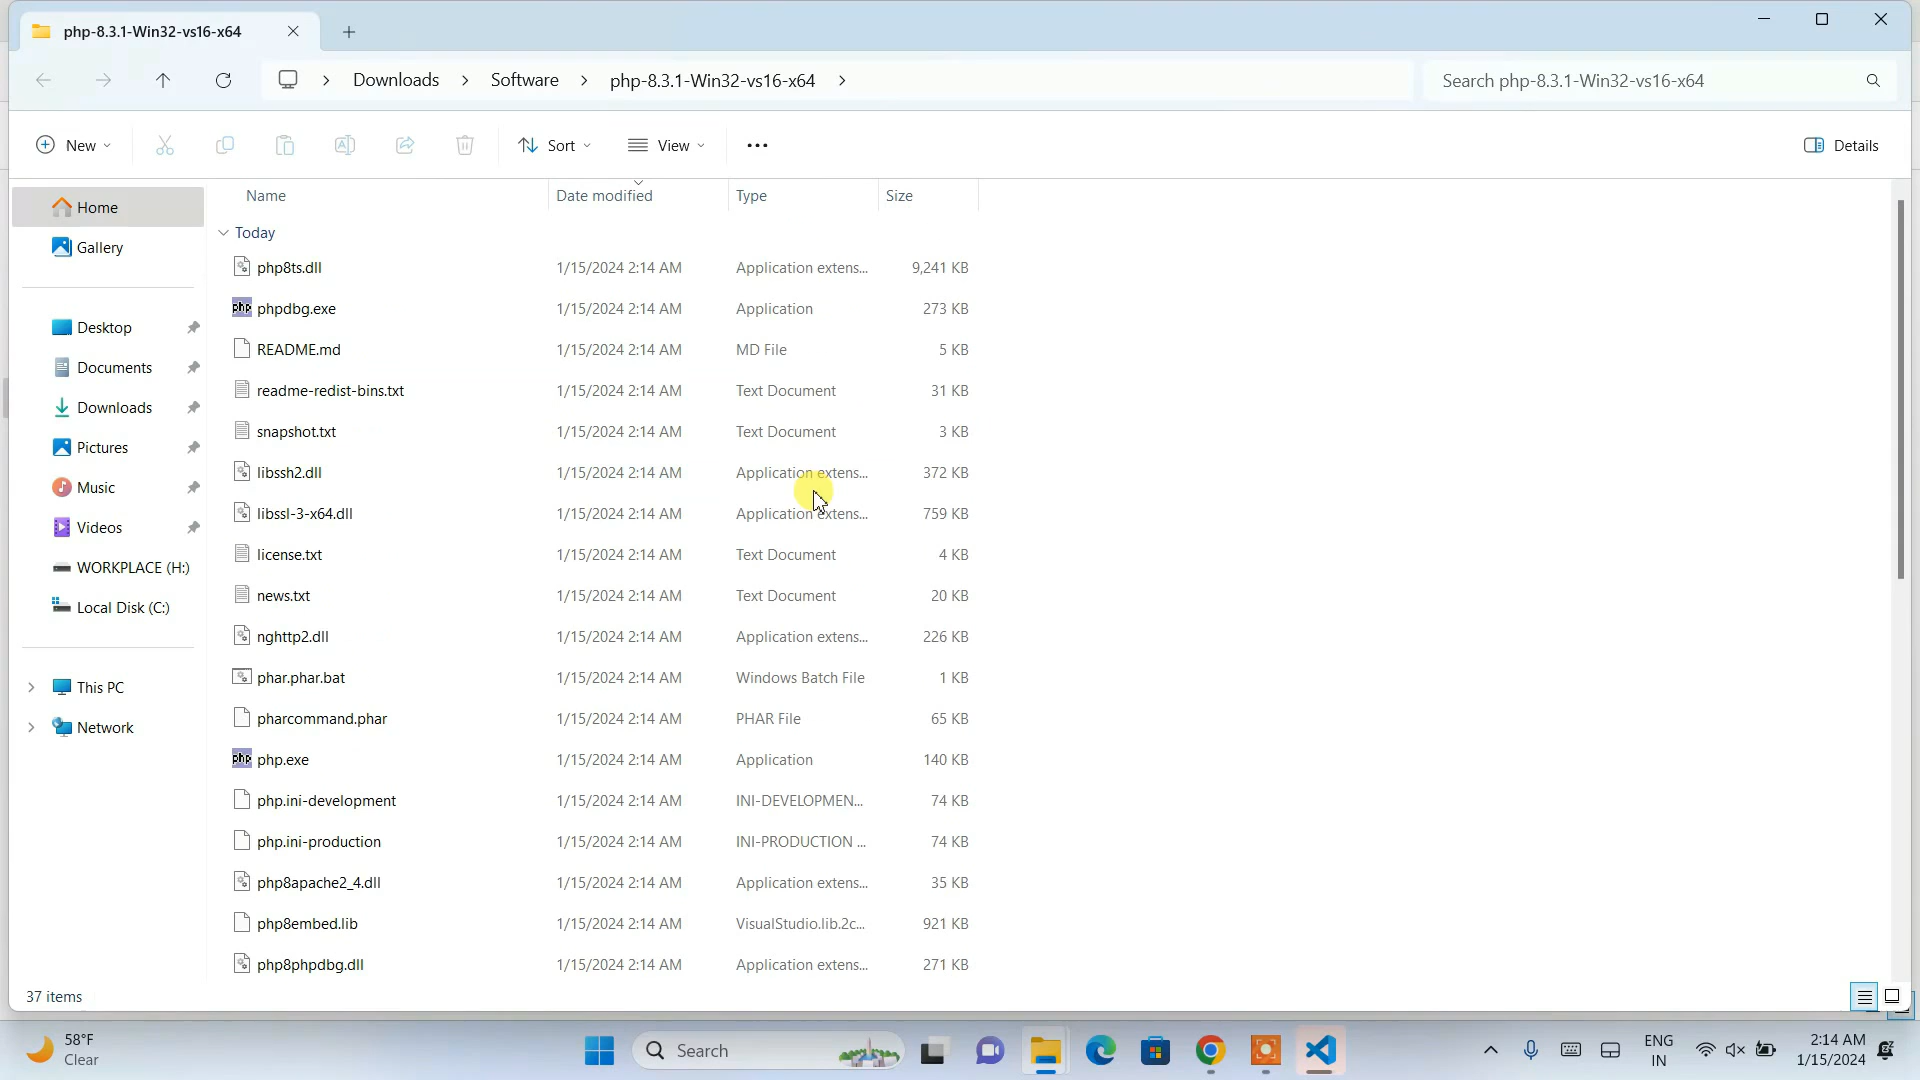 php-8.3.1-Win32-vs16-x64
Downloads > Software > php-8.3.1-Win32-vs16-x64 >
Search php-8.3.1-Win32-vs16-x64
New Sort View Details
Home
Gallery
Desktop
Documents
Downloads
Pictures
Music
Videos
WORKPLACE (H:)
Local Disk (C:)
This PC
Network
Name Date modified Type Size
Today
php8ts.dll 1/15/2024 2:14 AM Application extens... 9,241 KB
phpdbg.exe 1/15/2024 2:14 AM Application 273 KB
README.md 1/15/2024 2:14 AM MD File 5 KB
readme-redist-bins.txt 1/15/2024 2:14 AM Text Document 31 KB
snapshot.txt 1/15/2024 2:14 AM Text Document 3 KB
libssh2.dll 1/15/2024 2:14 AM Application extens... 372 KB
libssl-3-x64.dll 1/15/2024 2:14 AM Application extens... 759 KB
license.txt 1/15/2024 2:14 AM Text Document 4 KB
news.txt 1/15/2024 2:14 AM Text Document 20 KB
nghttp2.dll 1/15/2024 2:14 AM Application extens... 226 KB
phar.phar.bat 1/15/2024 2:14 AM Windows Batch File 1 KB
pharcommand.phar 1/15/2024 2:14 AM PHAR File 65 KB
php.exe 1/15/2024 2:14 AM Application 140 KB
php.ini-development 1/15/2024 2:14 AM INI-DEVELOPMEN... 74 KB
php.ini-production 1/15/2024 2:14 AM INI-PRODUCTION ... 74 KB
php8apache2_4.dll 1/15/2024 2:14 AM Application extens... 35 KB
php8embed.lib 1/15/2024 2:14 AM VisualStudio.lib.2c... 921 KB
php8phpdbg.dll 1/15/2024 2:14 AM Application extens... 271 KB
37 items
58°F
Clear
Search
ENG
IN
2:14 AM
1/15/2024